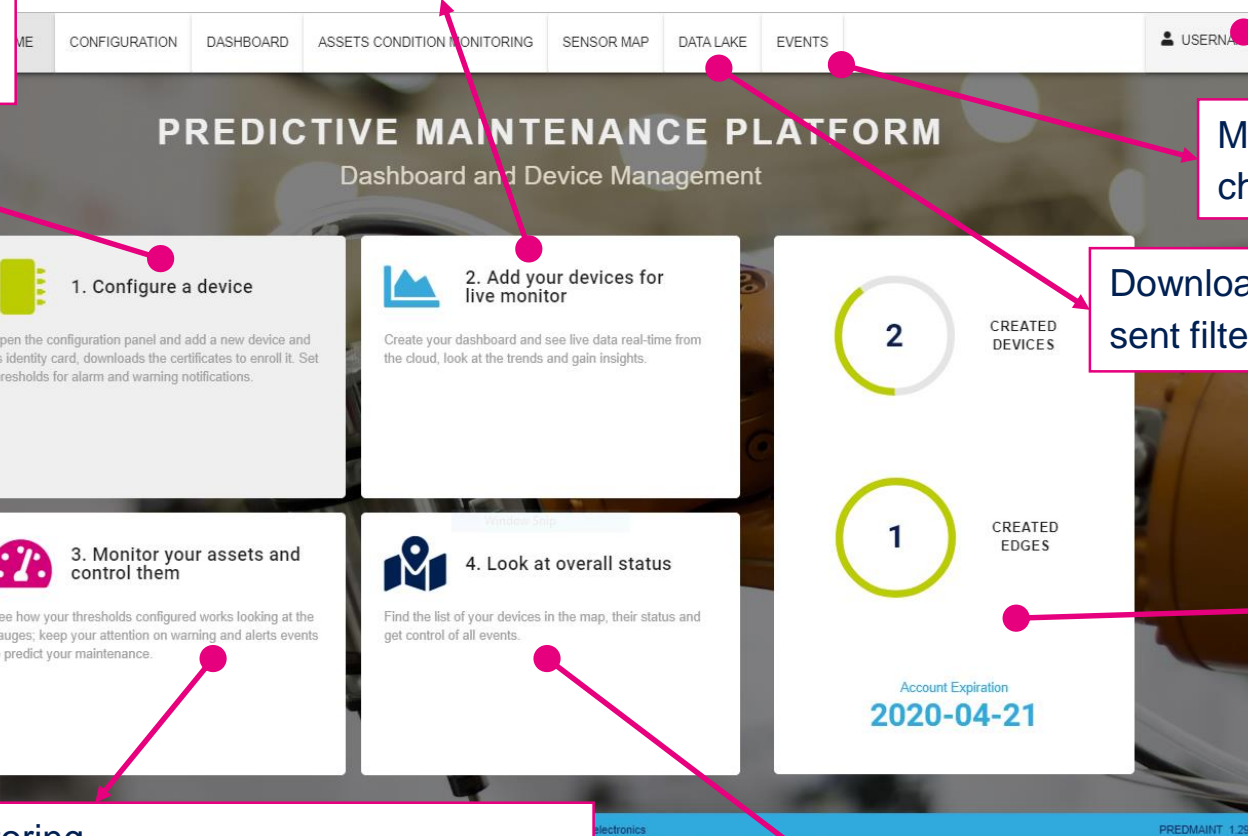 ME CONFIGURATION DASHBOARD ASSETS CONDITION MONITORING SENSOR MAP DATA LAKE EVENTS USERNA
PREDICTIVE MAINTENANCE PLATFORM
Dashboard and Device Management
M
ch
Downloa
sent filte
1. Configure a device
pen the configuration panel and add a new device and
s identity card, downloads the certificates to enroll it. Set
resholds for alarm and warning notifications.
2. Add your devices for
live monitor
Create your dashboard and see live data real-time from
the cloud, look at the trends and gain insights.
2
CREATED
DEVICES
1
CREATED
EDGES
Account Expiration
2020-04-21
Window Snip
3. Monitor your assets and
control them
ee how your thresholds configured works looking at the
auges; keep your attention on warning and alerts events
predict your maintenance.
4. Look at overall status
Find the list of your devices in the map, their status and
get control of all events.
oring
electronics
PREDMAINT 1.29